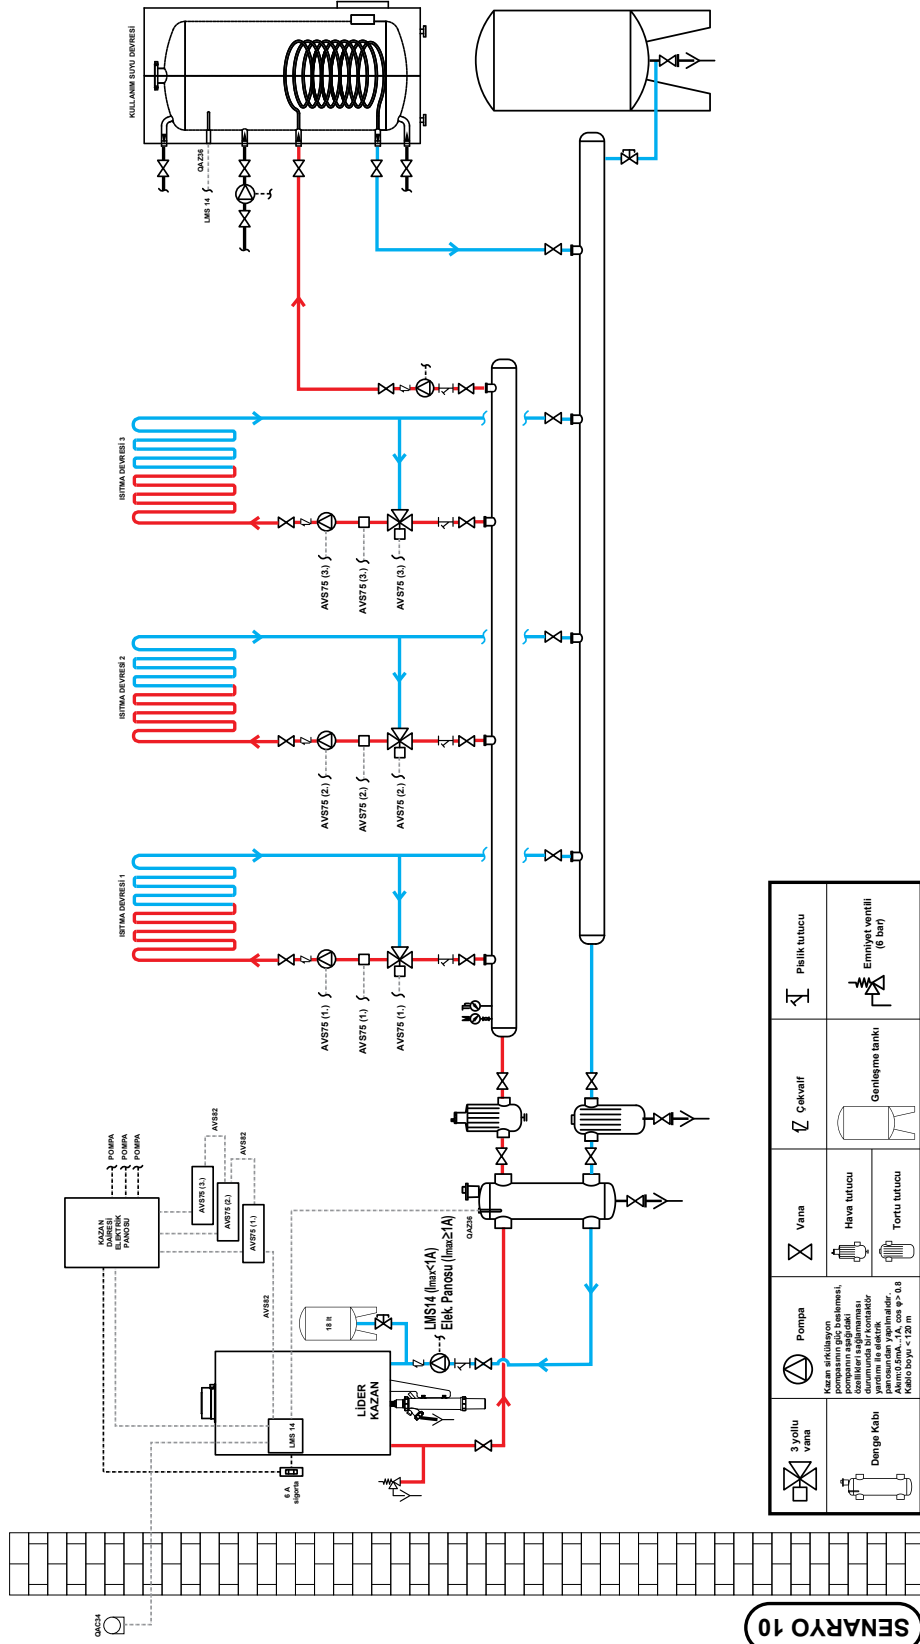 SENARYO 10
QAC34
6 A
sigorta
LMS 14
LİDER
KAZAN
18 lt
LMS14 (Imax<1A)
Elek. Panosu (Imax≥1A)
QAZ36
KAZAN
DAİRESİ
ELEKTRİK
PANOSU
POMPA
POMPA
POMPA
AVS82
AVS82
AVS82
AVS75 (1.)
AVS75 (2.)
AVS75 (3.)
ISITMA DEVRESİ 1
AVS75 (1.)
AVS75 (1.)
AVS75 (1.)
ISITMA DEVRESİ 2
AVS75 (2.)
AVS75 (2.)
AVS75 (2.)
ISITMA DEVRESİ 3
AVS75 (3.)
AVS75 (3.)
AVS75 (3.)
KULLANIM SUYU DEVRESİ
LMS 14
QAZ36
3 yollu
vana
Pompa
Kazan sirkülasyon
pompasının güç beslemesi,
pompanın aşağıdaki
özellikleri sağlamaması
durumunda bir kontaktör
yardımı ile elektrik
panosundan yapılmalıdır.
Akım:0.5mA...1A, cos φ > 0.8
Kablo boyu < 120 m
Vana
Çekvalf
Pislik tutucu
Denge Kabı
Hava tutucu
Tortu tutucu
Genleşme tankı
Emniyet ventili
(6 bar)